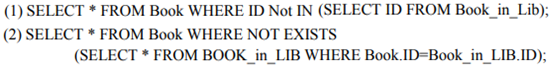 (1) SELECT * FROM Book WHERE ID Not IN (SELECT ID FROM Book_in_Lib);
(2) SELECT * FROM Book WHERE NOT EXISTS
(SELECT * FROM BOOK_in_LIB WHERE Book.ID=Book_in_LIB.ID);